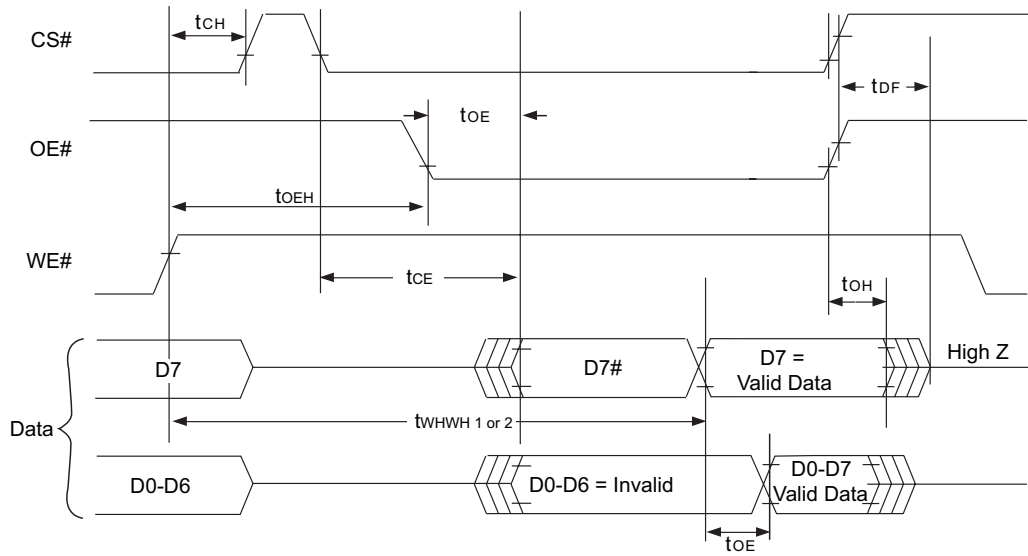 tCH
CS#
tDF
tOE
OE#
tOEH
WE#
tCE
tOH
D7
D7#
D7 =
Valid Data
High Z
Data
tWHWH 1 or 2
D0-D6
D0-D6 = Invalid
D0-D7
Valid Data
tOE